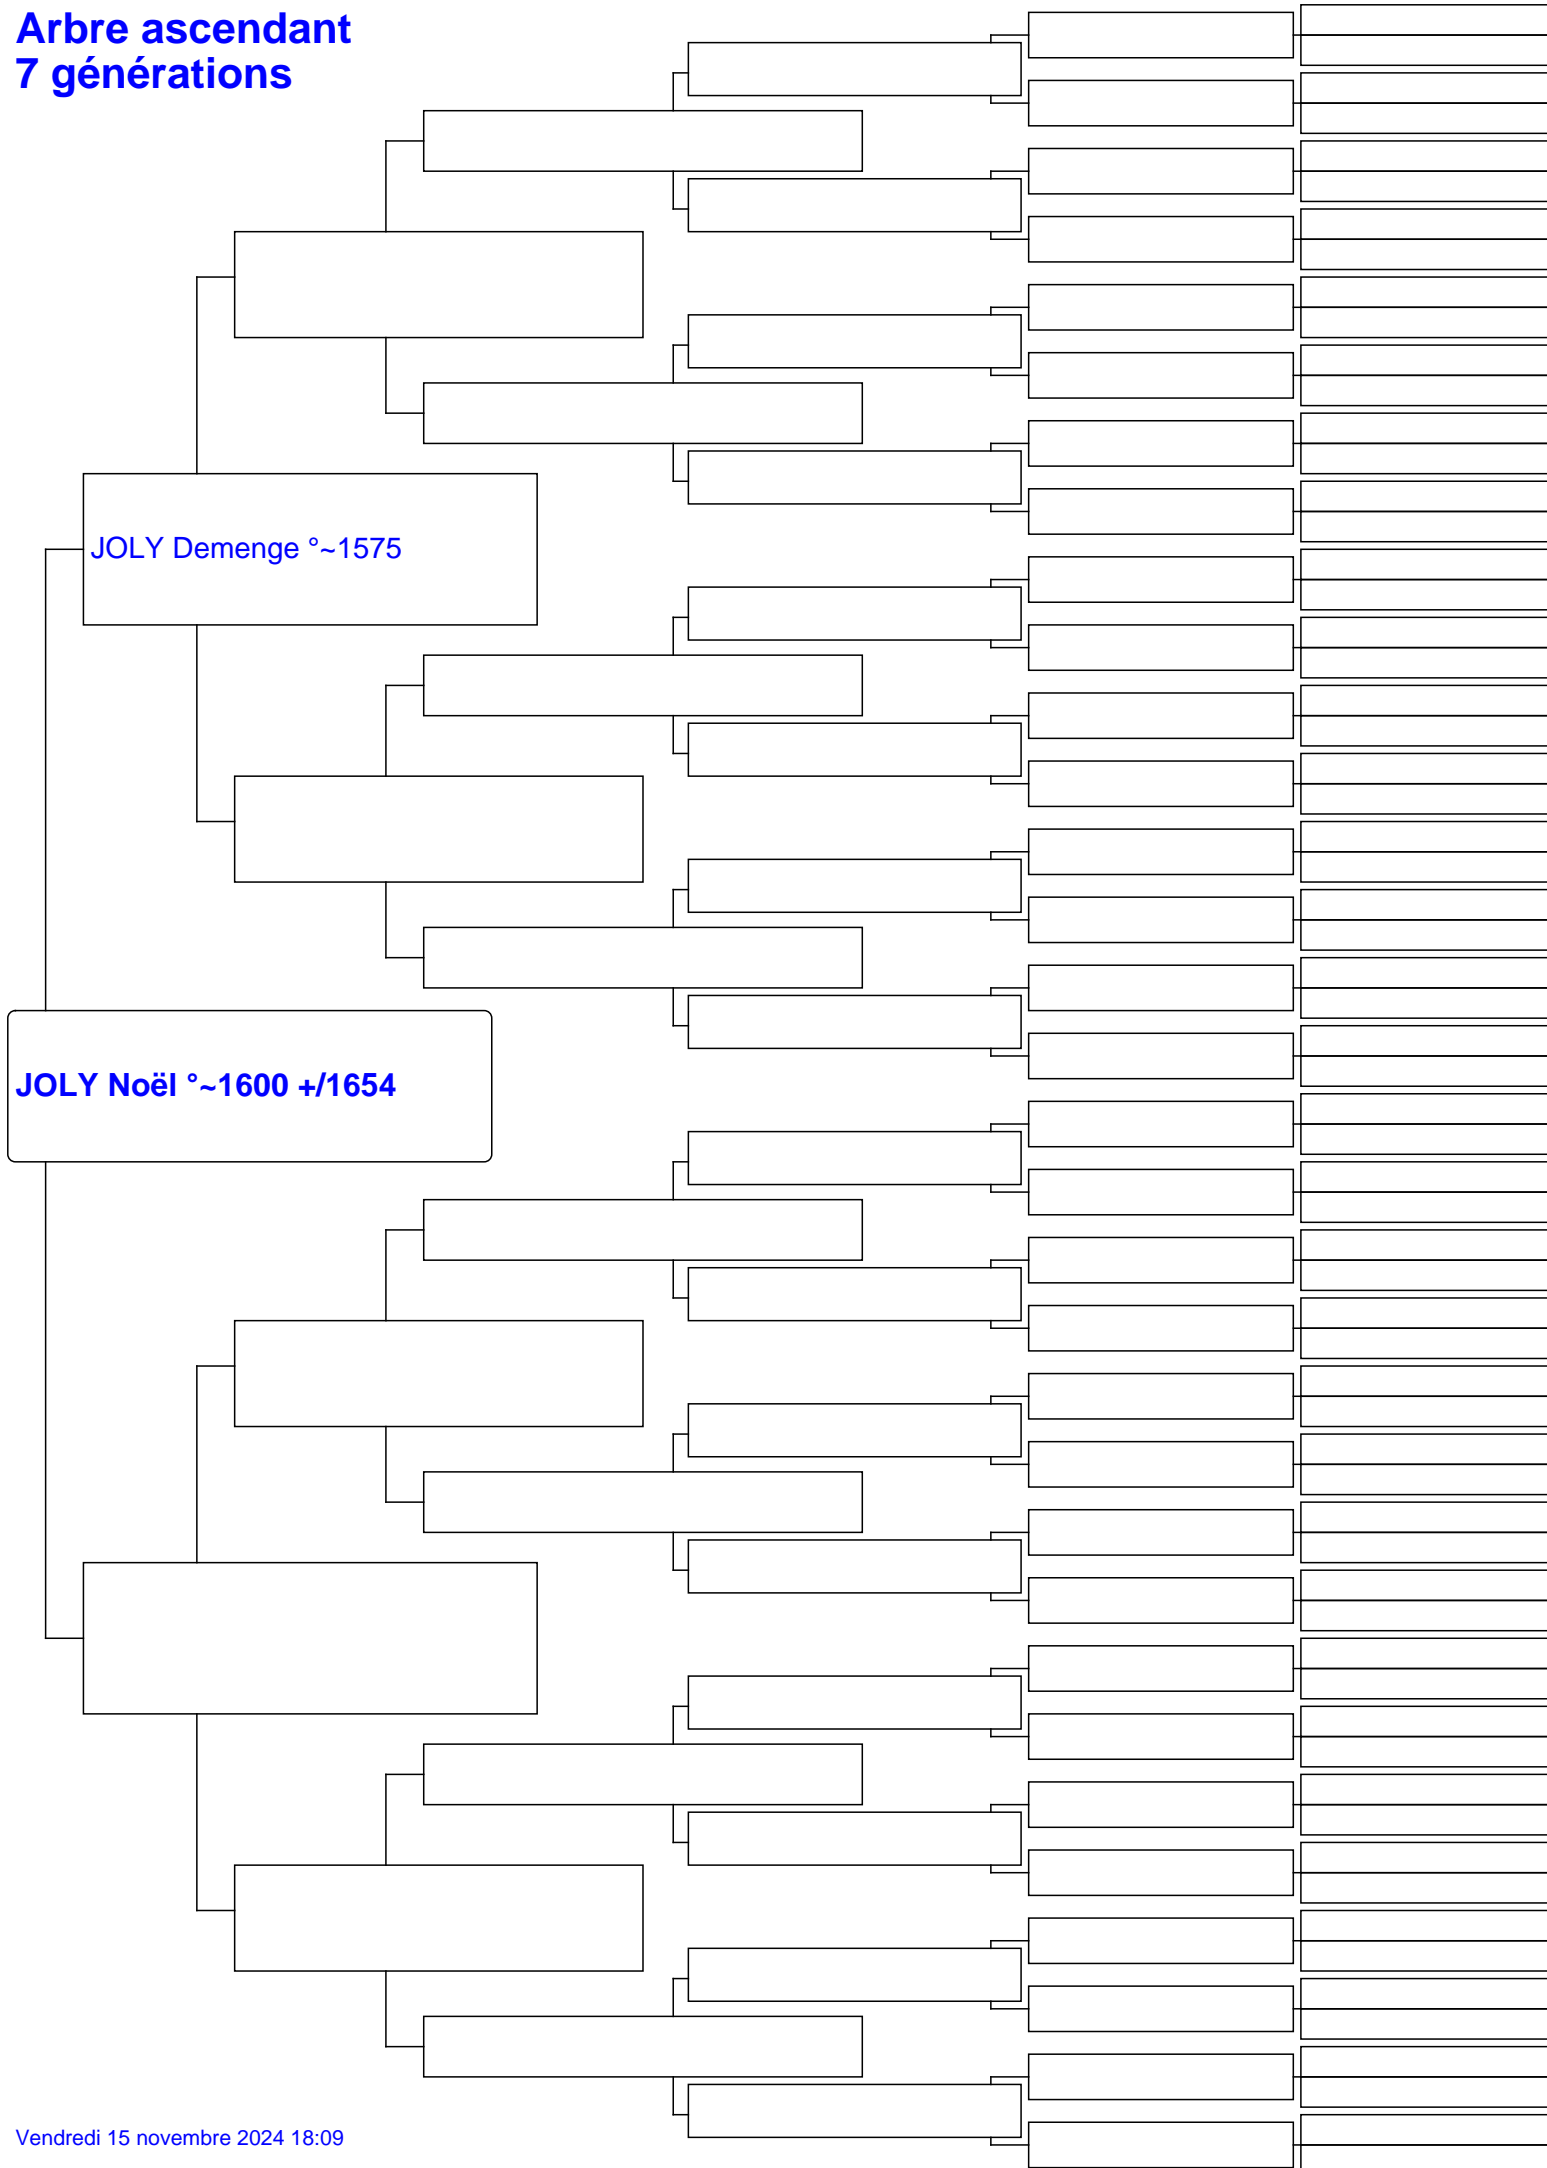 Arbre ascendant
7 générations
JOLY Demenge °~1575
JOLY Noël °~1600 +/1654
Vendredi 15 novembre 2024 18:09